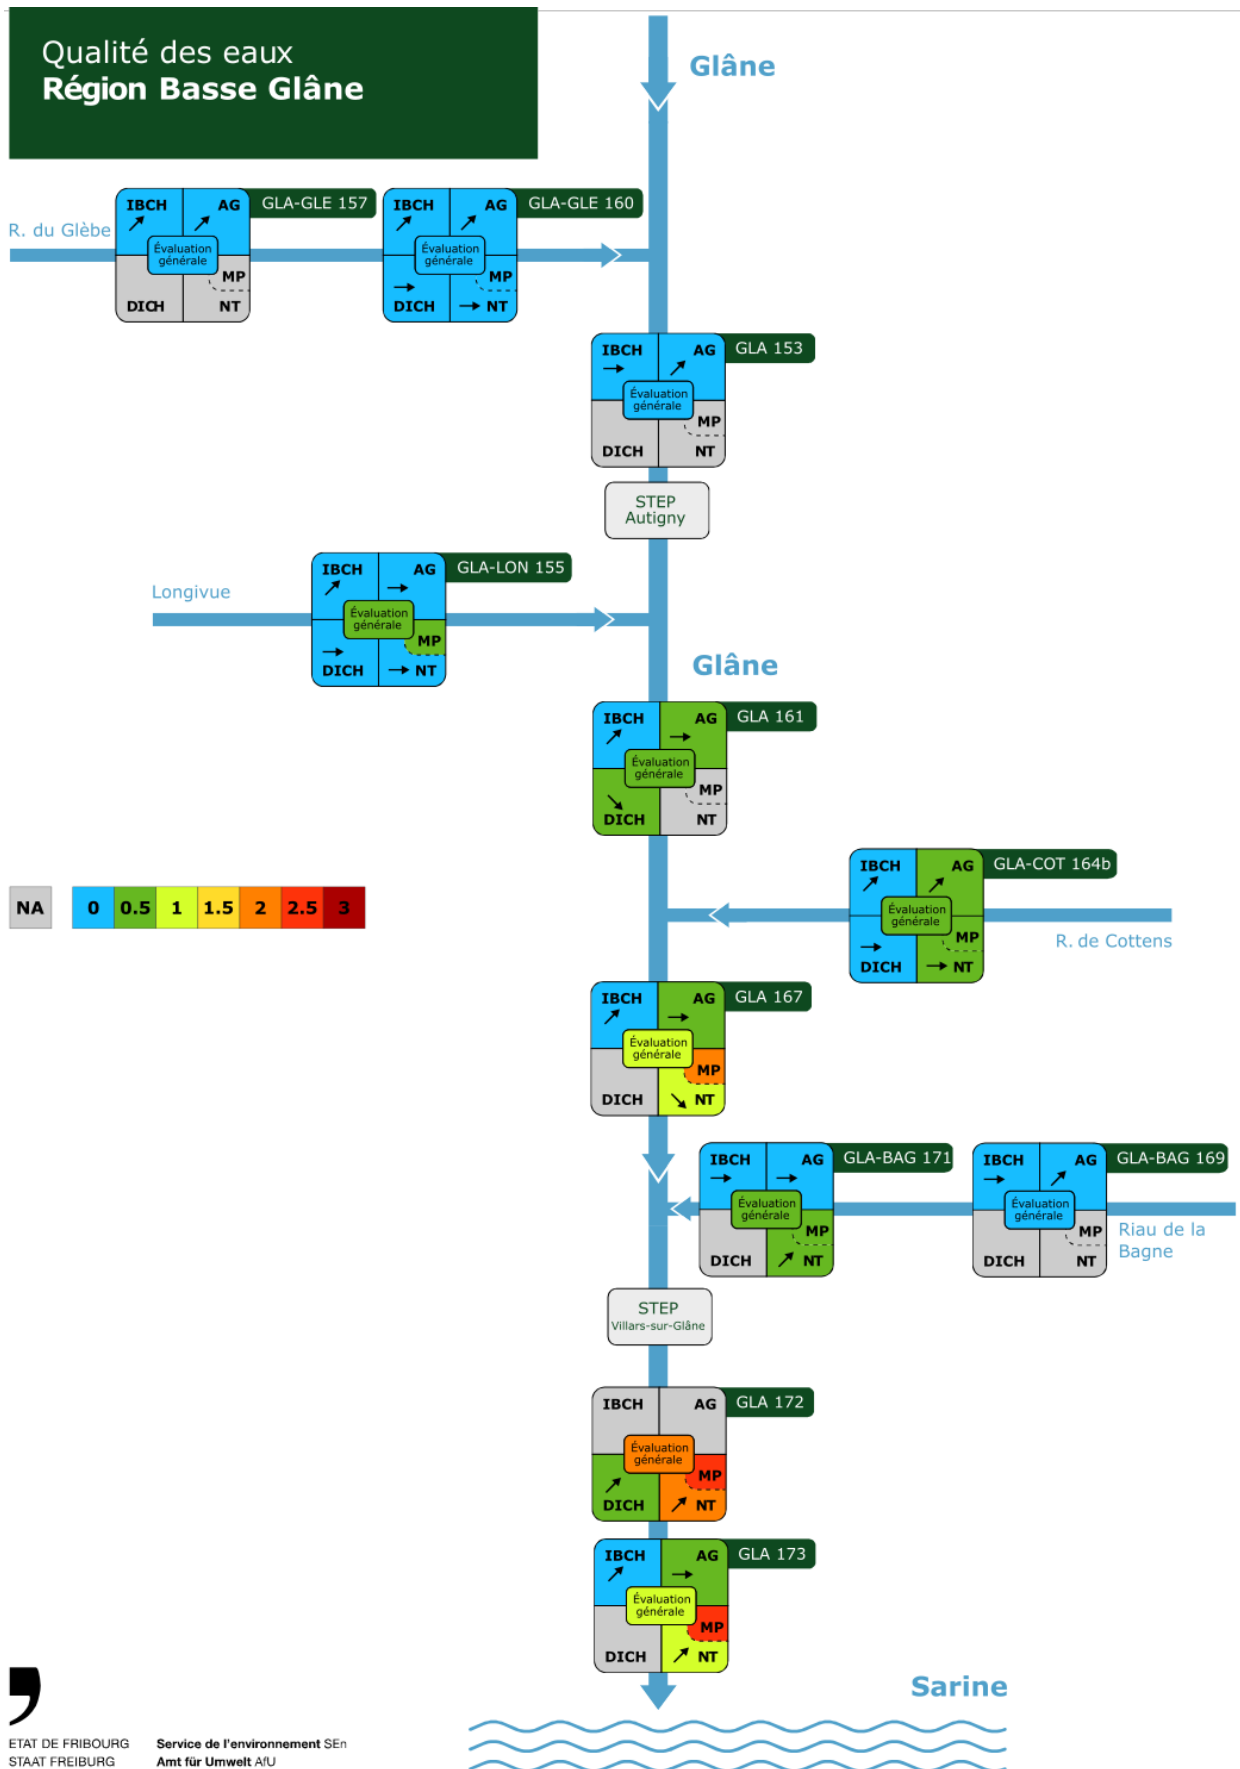 Qualité des eaux
Région Basse Glâne
Glâne
R. du Glèbe
IBCH AG GLA-GLE 157
Évaluation
générale
MP
DICH NT
IBCH AG GLA-GLE 160
Évaluation
générale
MP
DICH NT
IBCH AG GLA 153
Évaluation
générale
MP
DICH NT
STEP
Autigny
Longivue
IBCH AG GLA-LON 155
Évaluation
générale
MP
DICH NT
Glâne
IBCH AG GLA 161
Évaluation
générale
MP
DICH NT
IBCH AG GLA-COT 164b
Évaluation
générale
MP
DICH NT
R. de Cottens
NA 0 0.5 1 1.5 2 2.5 3
IBCH AG GLA 167
Évaluation
générale
MP
DICH NT
IBCH AG GLA-BAG 171
Évaluation
générale
MP
DICH NT
IBCH AG GLA-BAG 169
Évaluation
générale
MP
DICH NT
Riau de la
Bagne
STEP
Villars-sur-Glâne
IBCH AG GLA 172
Évaluation
générale
MP
DICH NT
IBCH AG GLA 173
Évaluation
générale
MP
DICH NT
Sarine
ETAT DE FRIBOURG
STAAT FREIBURG
Service de l'environnement SEn
Amt für Umwelt AfU